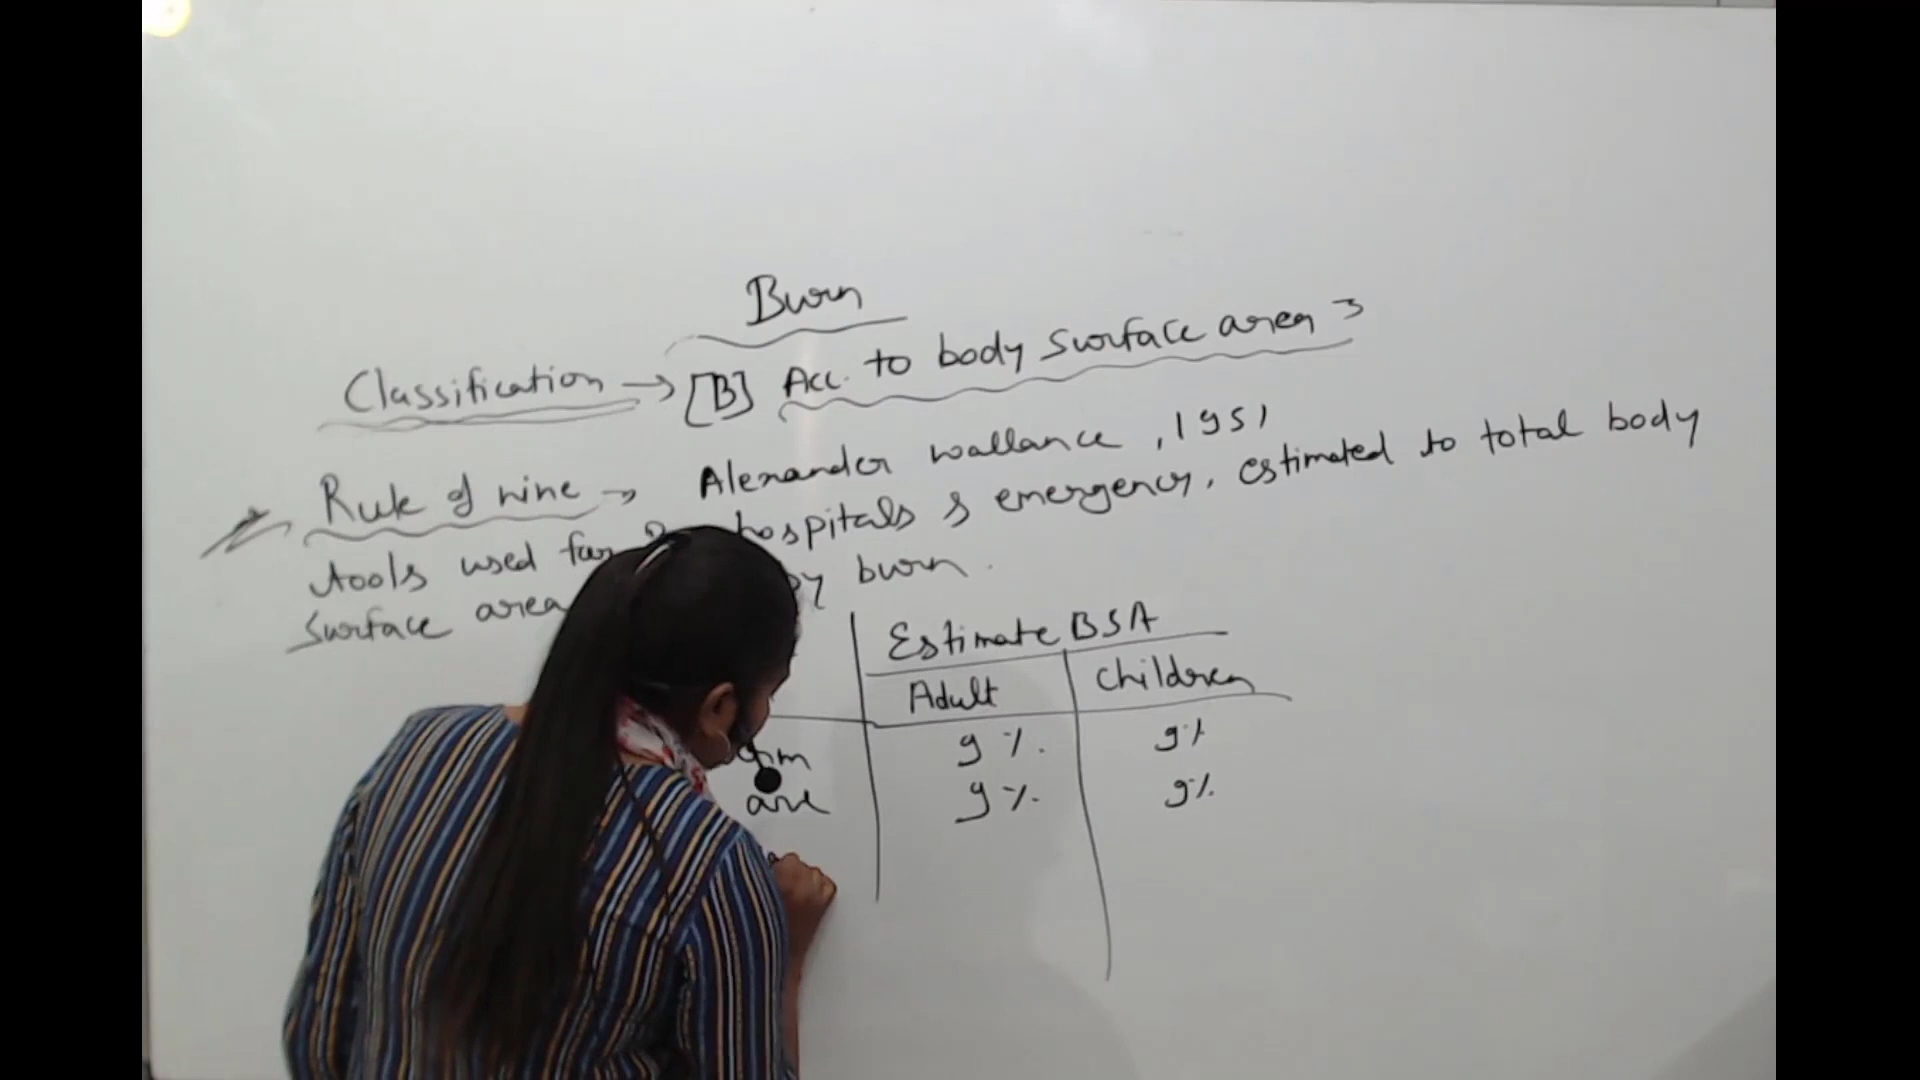 Burn
Classification → [B] Acc. to body surface area →
Rule of nine → Alexander wallance, 1951
tools used for hospitals & emergency, estimated to total body
surface area by burn.
Estimate BSA
Adult Children
9 %. 9%
9 %. 9%